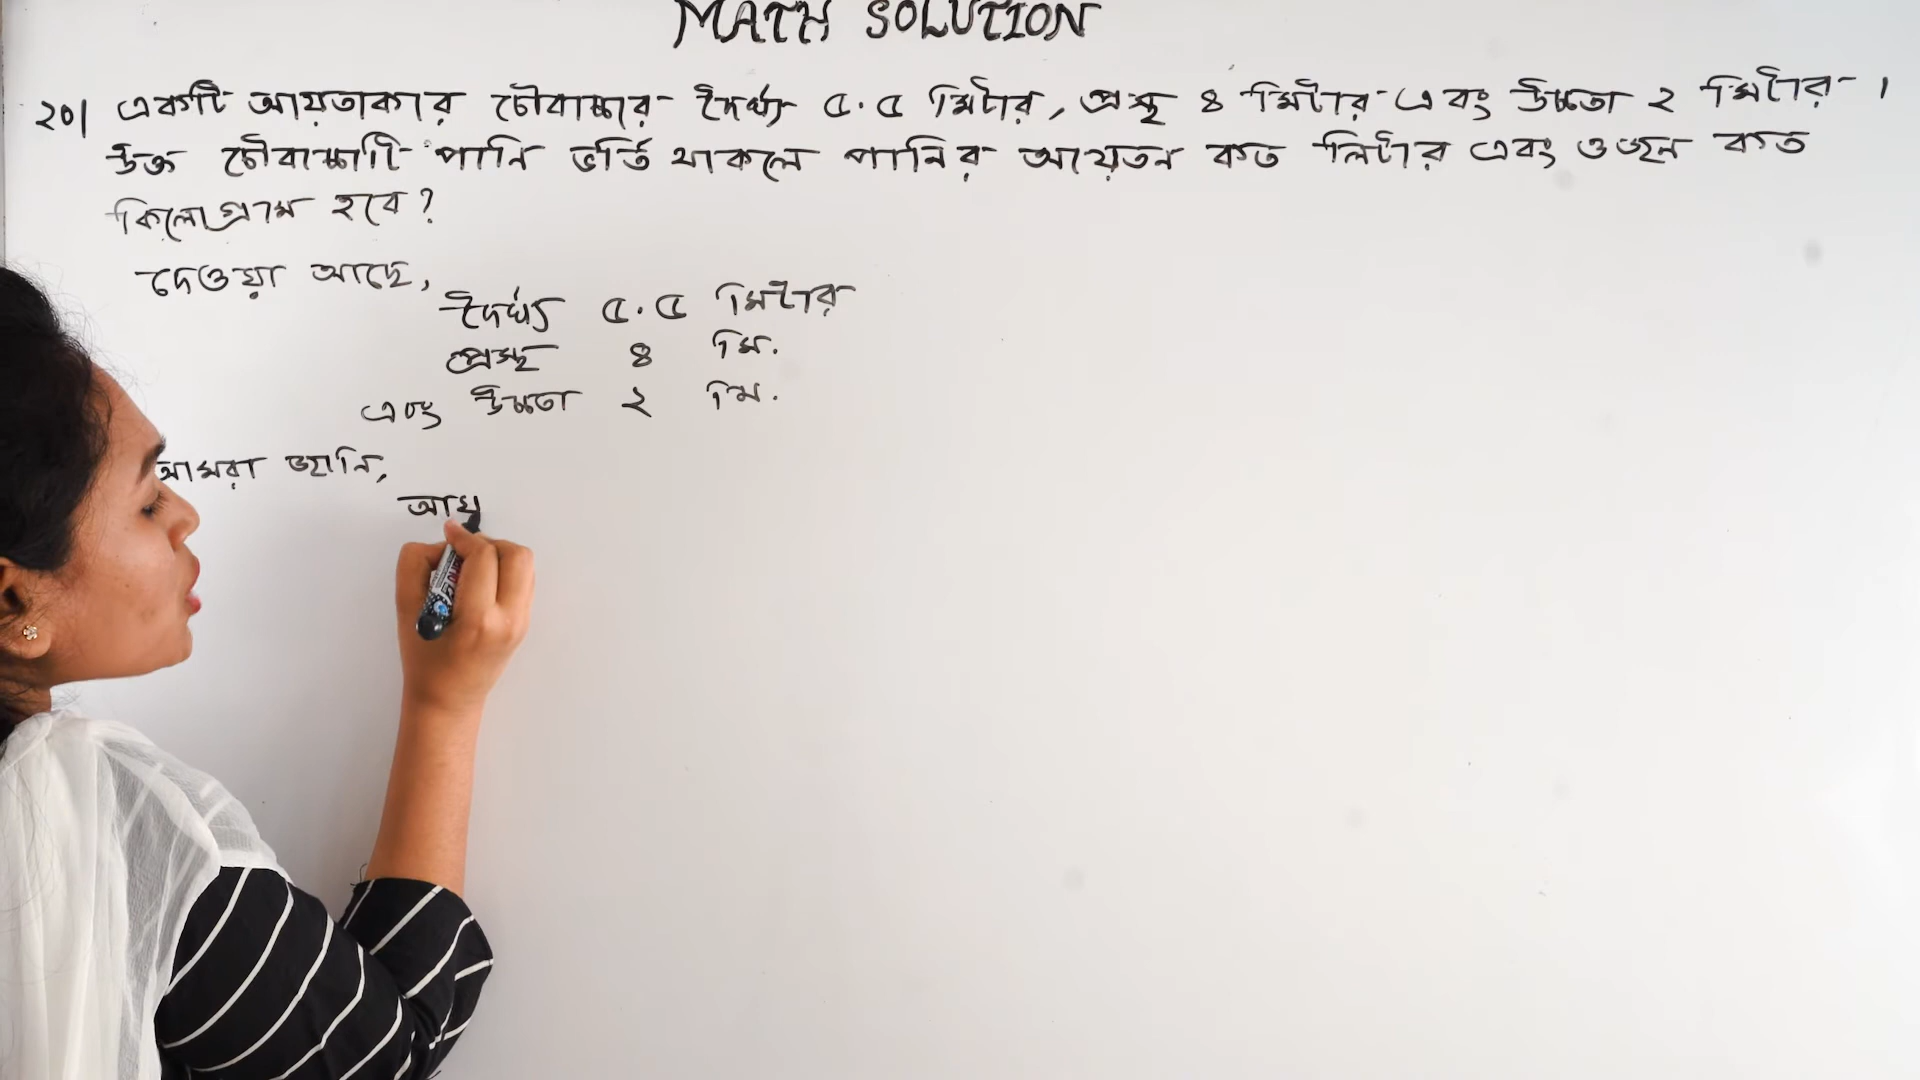 MATH SOLUTION
২০। একটি আয়তাকার চৌবাচ্চার দৈর্ঘ্য ৫.৫ মিটার, প্রস্থ ৪ মিটার এবং উচ্চতা ২ মিটার।
উক্ত চৌবাচ্চাটি পানি ভর্তি থাকলে পানির আয়তন কত লিটার এবং ওজন কত
কিলোগ্রাম হবে?
দেওয়া আছে,
দৈর্ঘ্য ৫.৫ মিটার
প্রস্থ ৪ মি.
এবং উচ্চতা ২ মি.
আমরা জানি,
আয